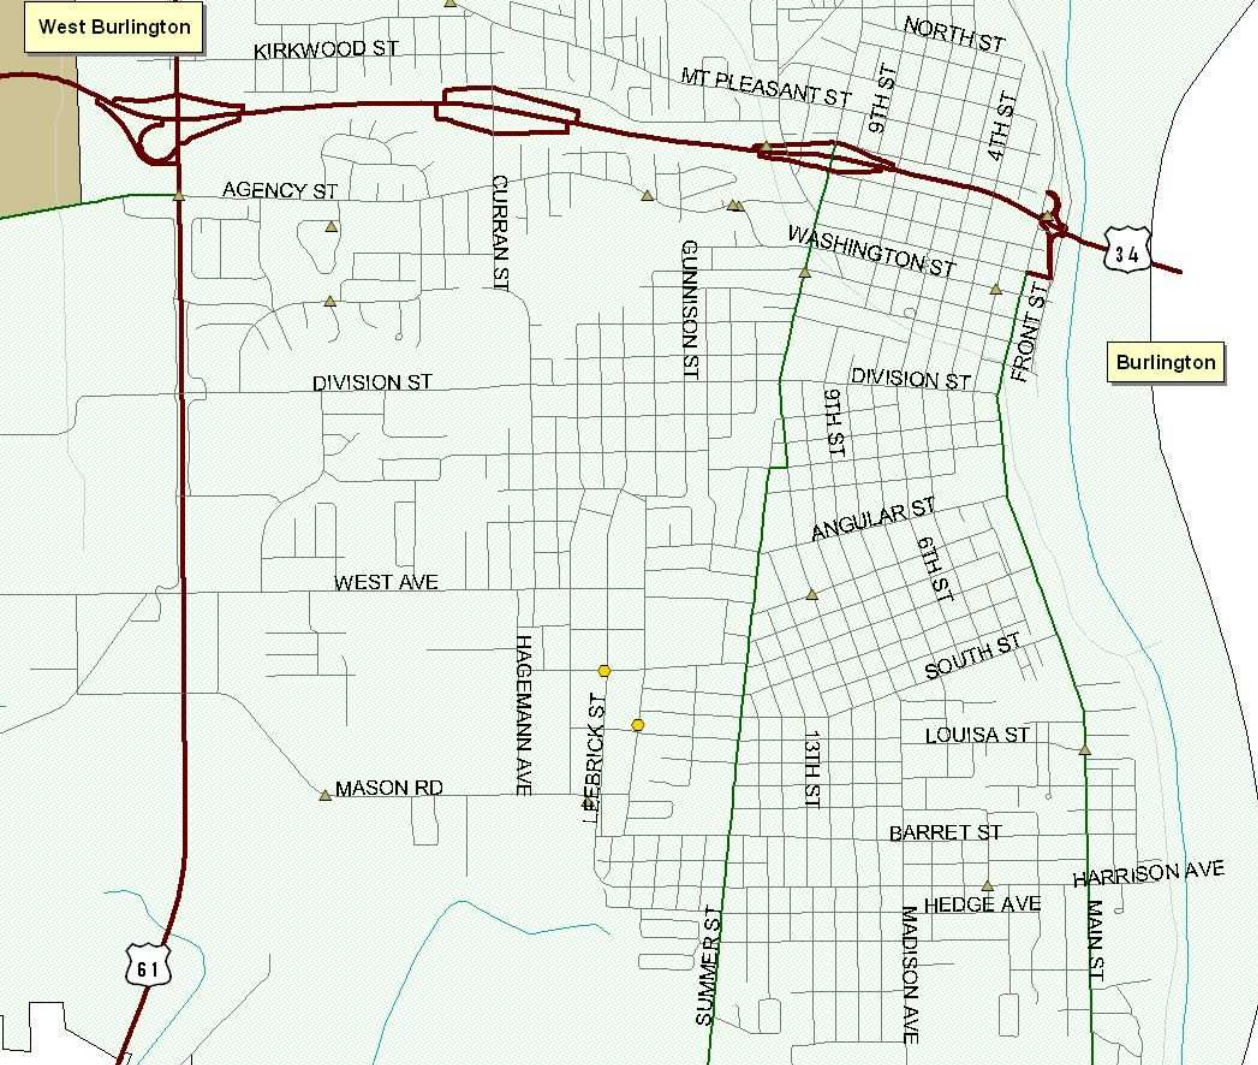 West Burlington
NORTH ST
KIRKWOOD ST
MT PLEASANT ST
9TH ST
4TH ST
AGENCY ST
CURRAN ST
WASHINGTON ST
34
GUNNISON ST
FRONT ST
Burlington
DIVISION ST
DIVISION ST
9TH ST
ANGULAR ST
6TH ST
WEST AVE
HAGEMANN AVE
SOUTH ST
LEEBRICK ST
LOUISA ST
13TH ST
MASON RD
BARRET ST
HARRISON AVE
HEDGE AVE
SUMMER ST
MADISON AVE
MAIN ST
61